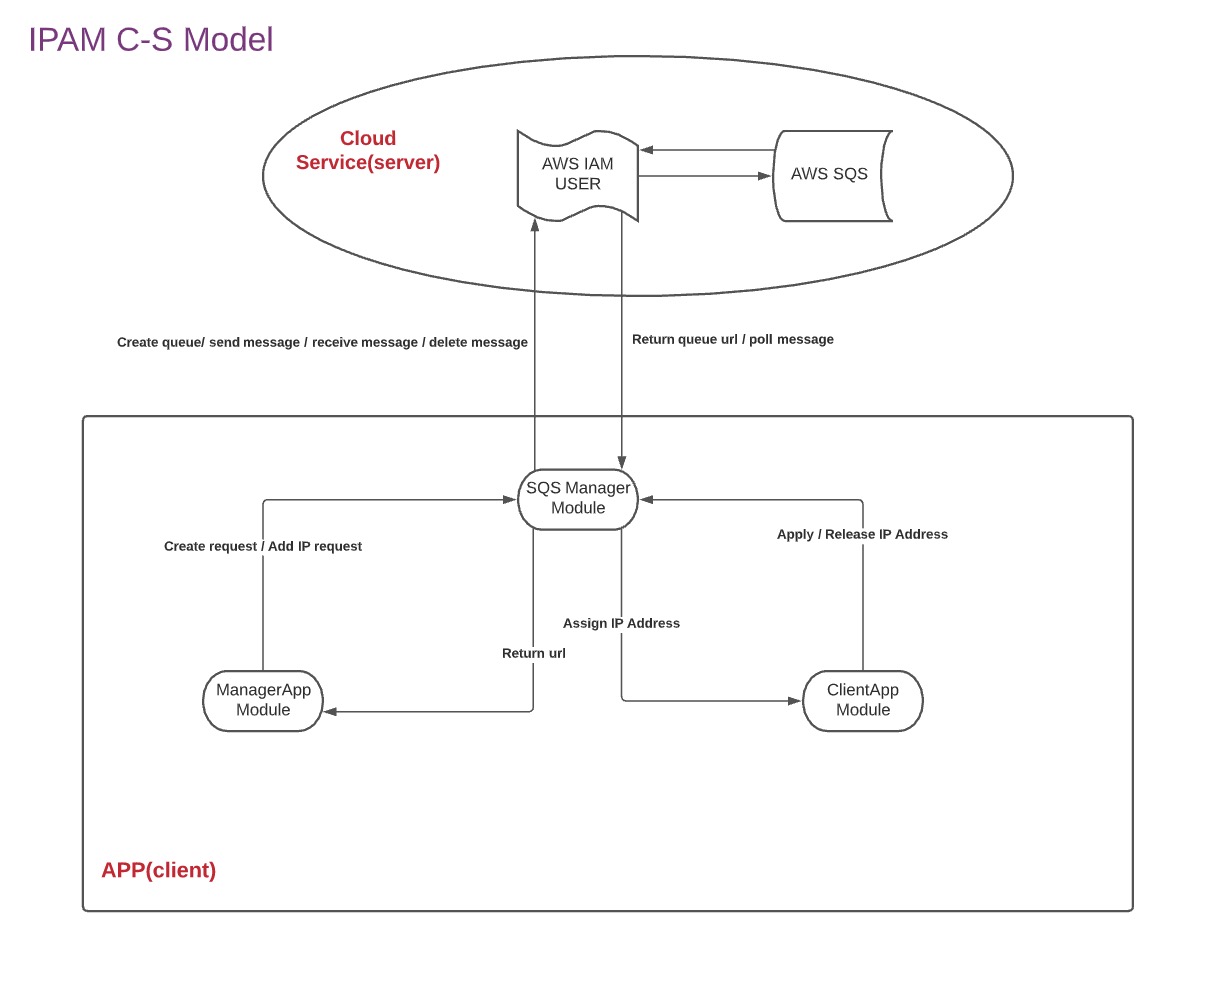 IPAM C-S Model
Cloud
Service(server)
AWS IAM
USER
AWS SQS
Create queue/ send message / receive message / delete message
Return queue url / poll message
SQS Manager
Module
Create request / Add IP request
Apply / Release IP Address
Assign IP Address
Return url
ManagerApp
Module
ClientApp
Module
APP(client)